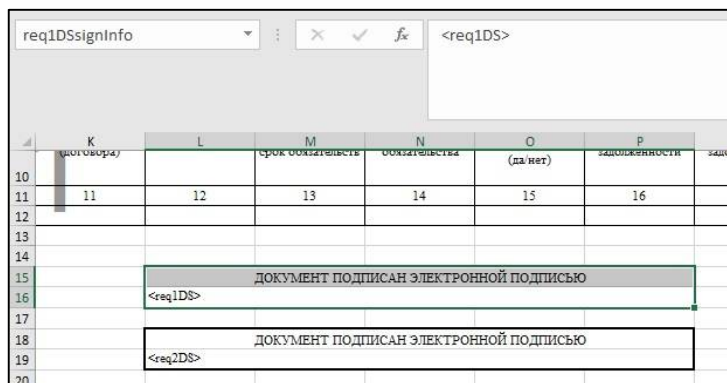 req1DSsignInfo fx <req1DS>
K L M N O P
(договора) срок обязательств обязательства (да/нет) задолженности
10
11 11 12 13 14 15 16
12
13
14
15 ДОКУМЕНТ ПОДПИСАН ЭЛЕКТРОННОЙ ПОДПИСЬЮ
16 <req1DS>
17
18 ДОКУМЕНТ ПОДПИСАН ЭЛЕКТРОННОЙ ПОДПИСЬЮ
19 <req2DS>
20